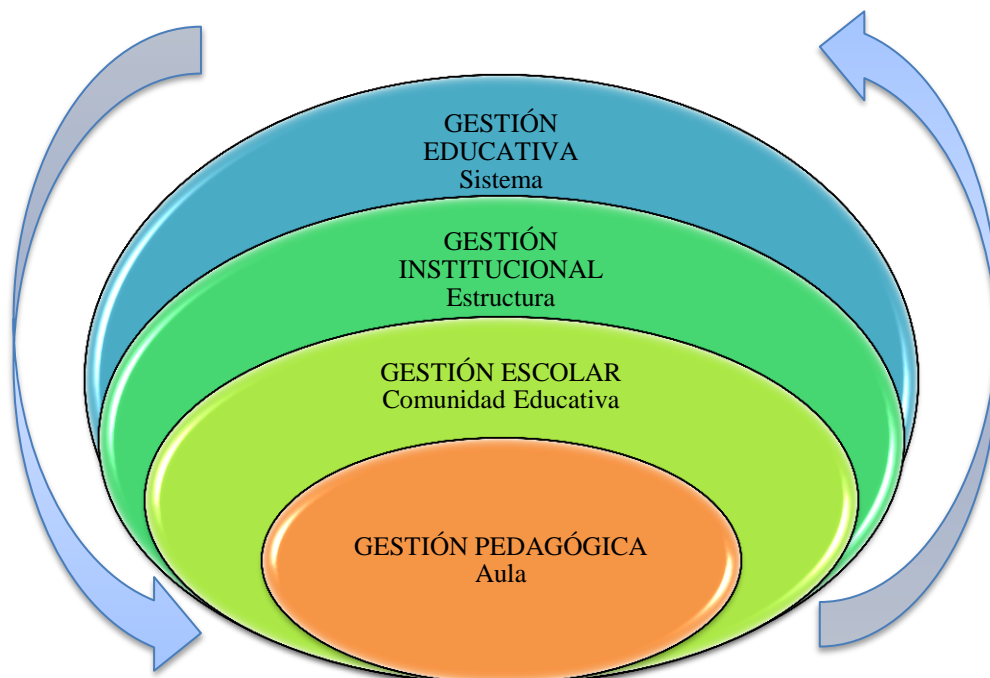 GESTIÓN
EDUCATIVA
Sistema
GESTIÓN
INSTITUCIONAL
Estructura
GESTIÓN ESCOLAR
Comunidad Educativa
GESTIÓN PEDAGÓGICA
Aula